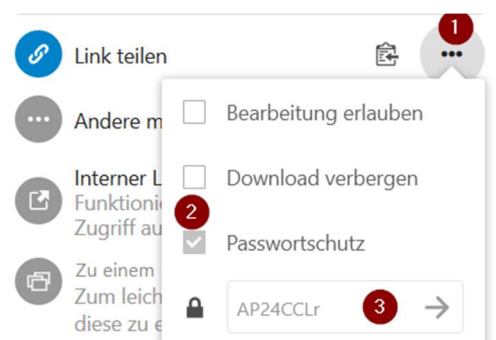 1
Link teilen
Andere m
Bearbeitung erlauben
Interner L
Funktioni
Zugriff au
Download verbergen
2
Passwortschutz
Zu einem
Zum leich
diese zu e
AP24CCLr
3